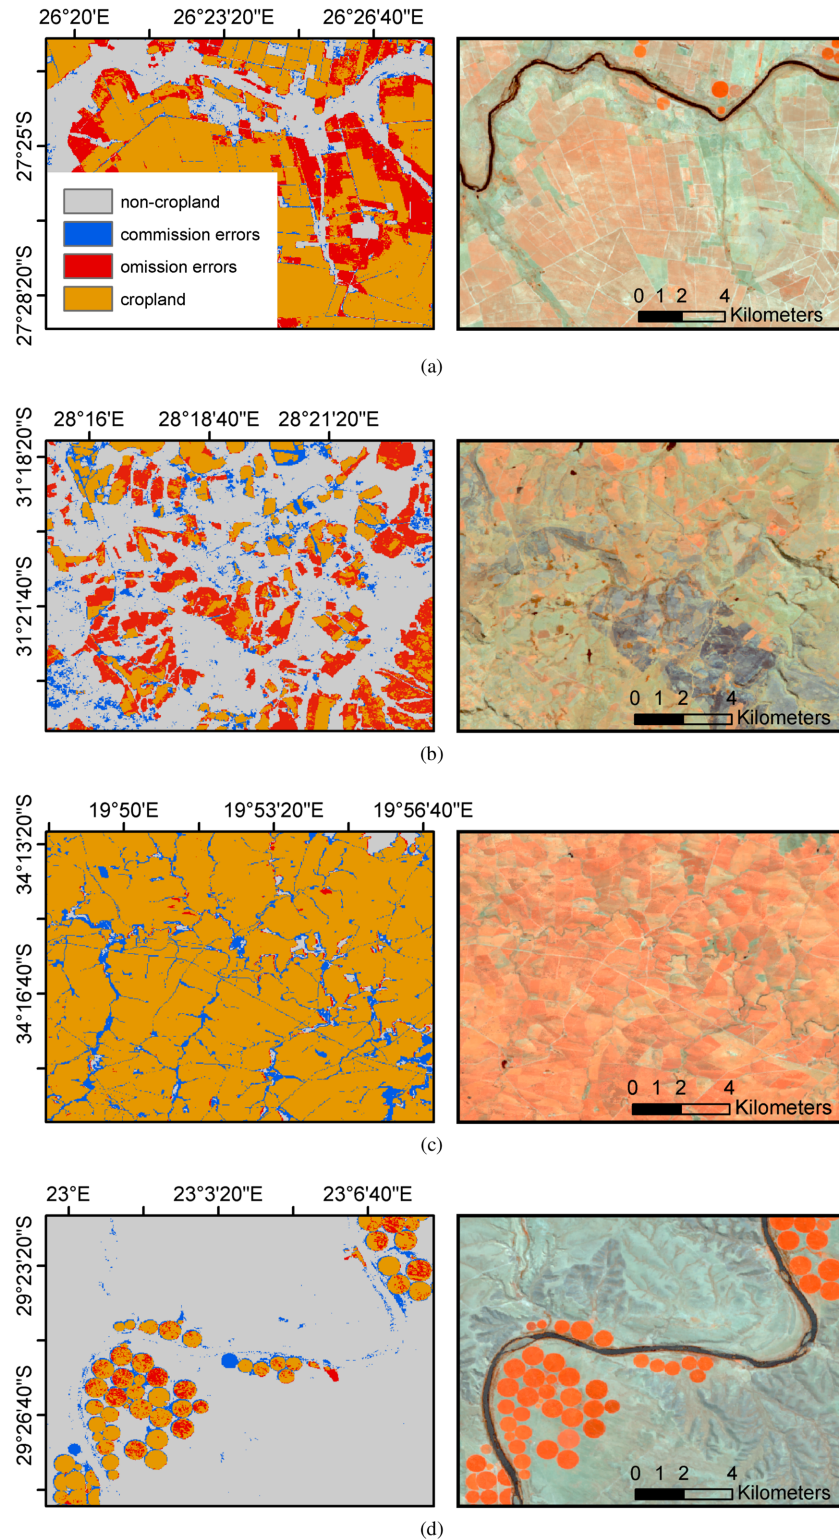 26°20'E 26°23'20"E 26°26'40"E
27°25'S
27°28'20"S
non-cropland
commission errors
omission errors
cropland
0 1 2 4
Kilometers
(a)
28°16'E 28°18'40"E 28°21'20"E
31°18'20"S
31°21'40"S
0 1 2 4
Kilometers
(b)
19°50'E 19°53'20"E 19°56'40"E
34°13'20"S
34°16'40"S
0 1 2 4
Kilometers
(c)
23°E 23°3'20"E 23°6'40"E
29°23'20"S
29°26'40"S
0 1 2 4
Kilometers
(d)